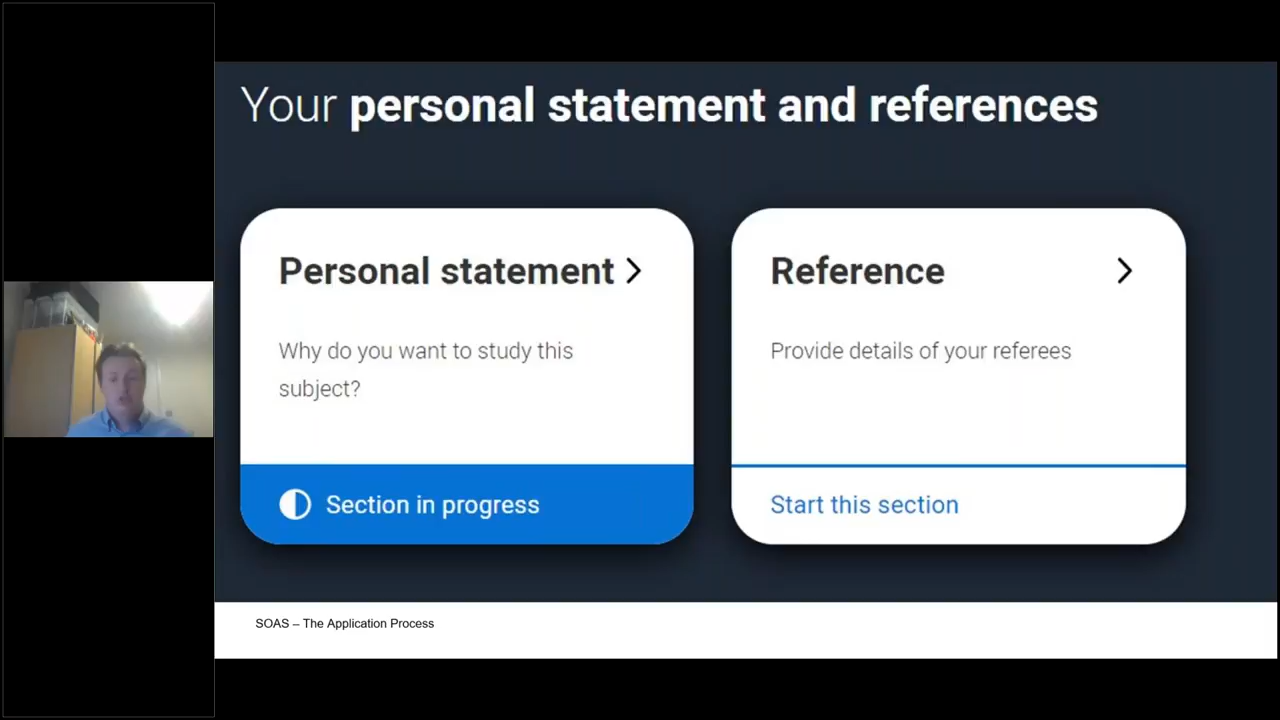 Your personal statement and references
Personal statement
Why do you want to study this
subject?
Section in progress
Reference
Provide details of your referees
Start this section
SOAS – The Application Process